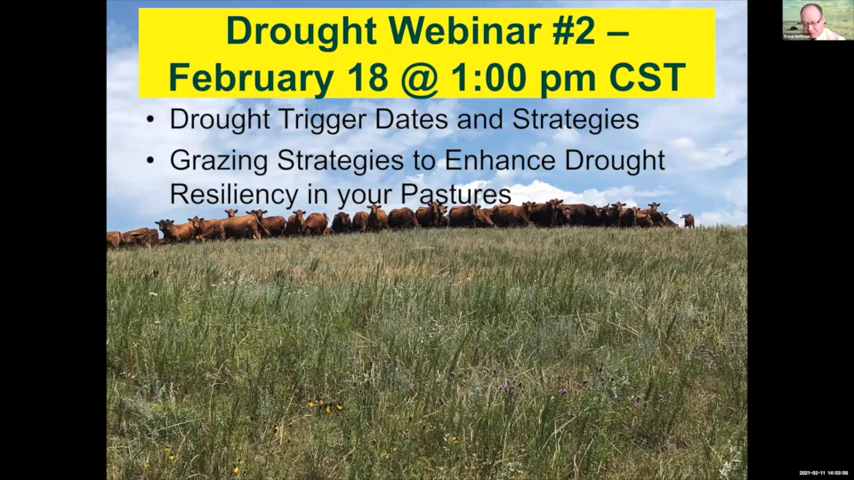 Drought Webinar #2 –
February 18 @ 1:00 pm CST
• Drought Trigger Dates and Strategies
• Grazing Strategies to Enhance Drought
Resiliency in your Pastures
2021-02-11 14:03:56